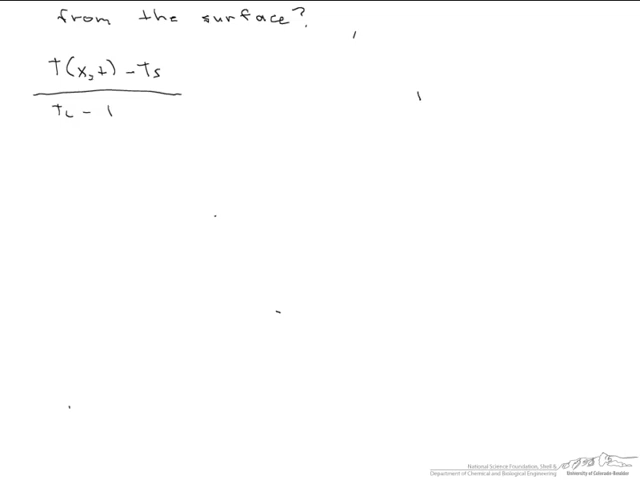 from the surface?
T(x,t) - Ts
Ti - 1
National Science Foundation, Shell &
Department of Chemical and Biological Engineering
University of Colorado Boulder